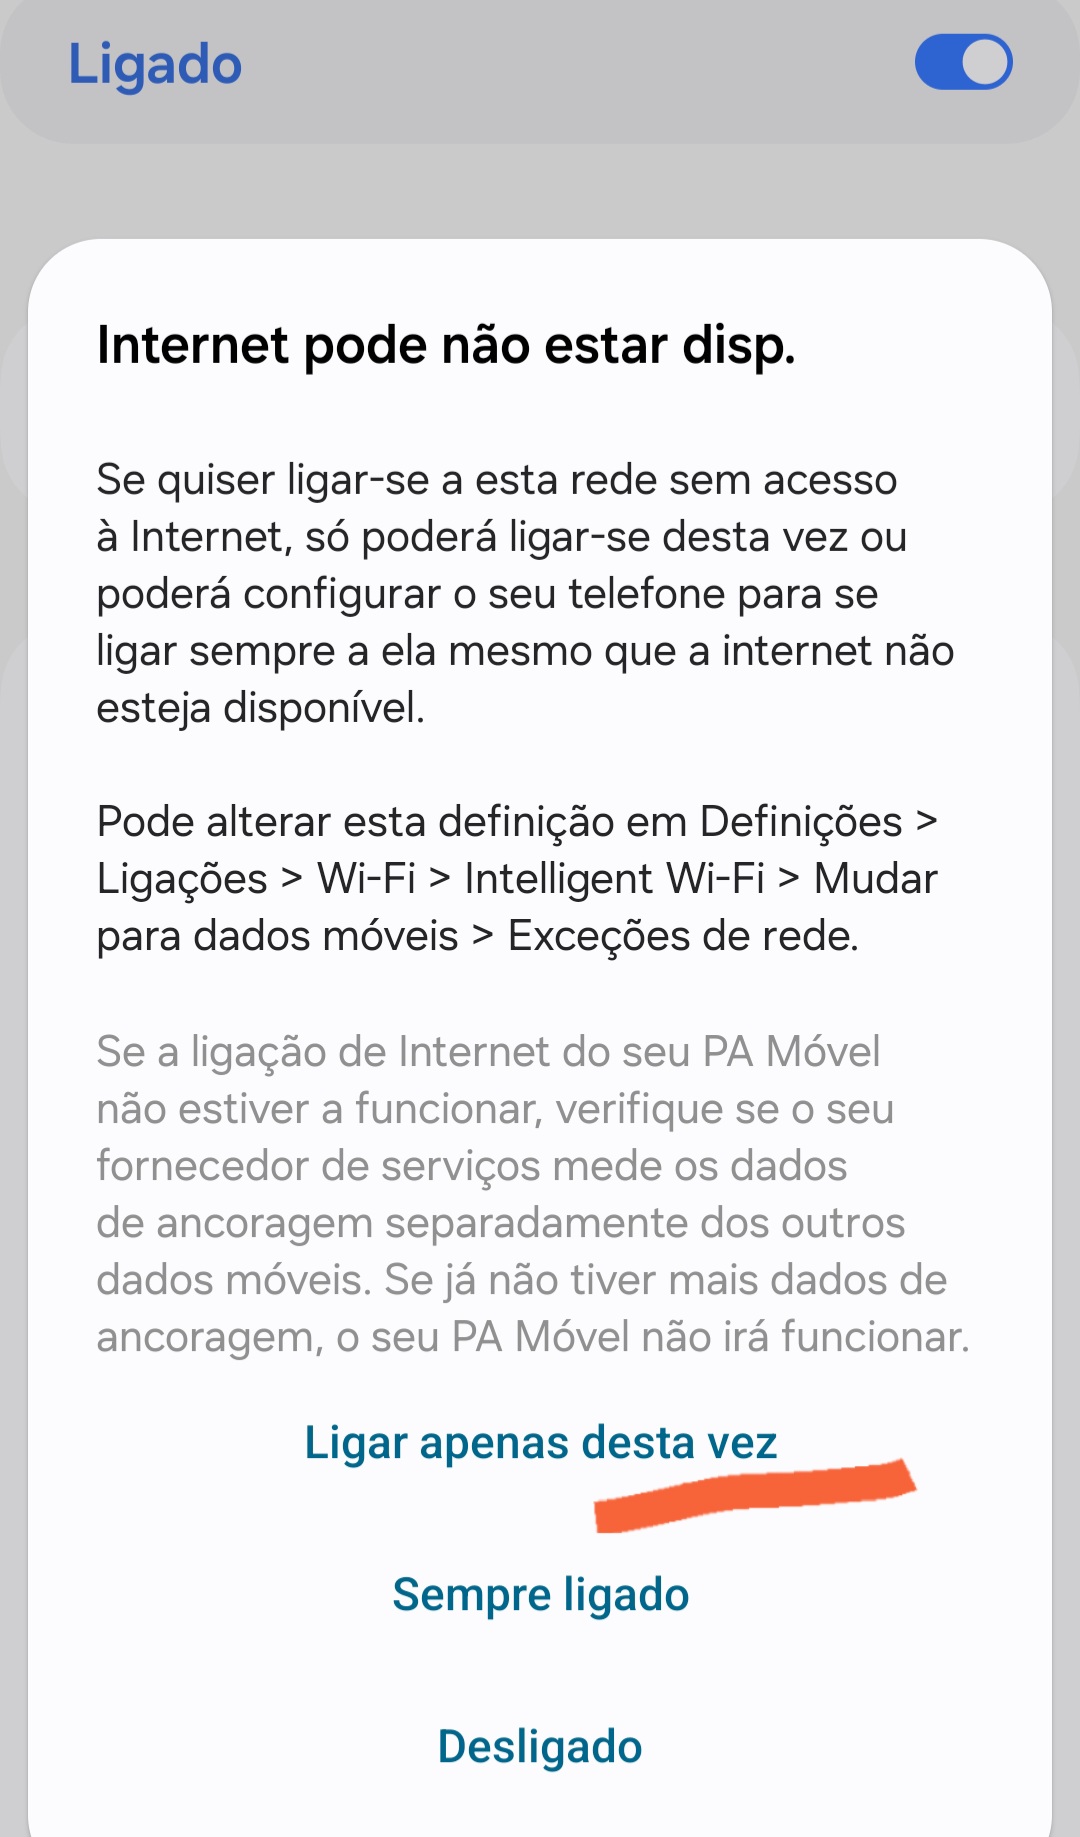 Ligado
Internet pode não estar disp.
Se quiser ligar-se a esta rede sem acesso
à Internet, só poderá ligar-se desta vez ou
poderá configurar o seu telefone para se
ligar sempre a ela mesmo que a internet não
esteja disponível.
Pode alterar esta definição em Definições >
Ligações > Wi-Fi > Intelligent Wi-Fi > Mudar
para dados móveis > Exceções de rede.
Se a ligação de Internet do seu PA Móvel
não estiver a funcionar, verifique se o seu
fornecedor de serviços mede os dados
de ancoragem separadamente dos outros
dados móveis. Se já não tiver mais dados de
ancoragem, o seu PA Móvel não irá funcionar.
Ligar apenas desta vez
Sempre ligado
Desligado